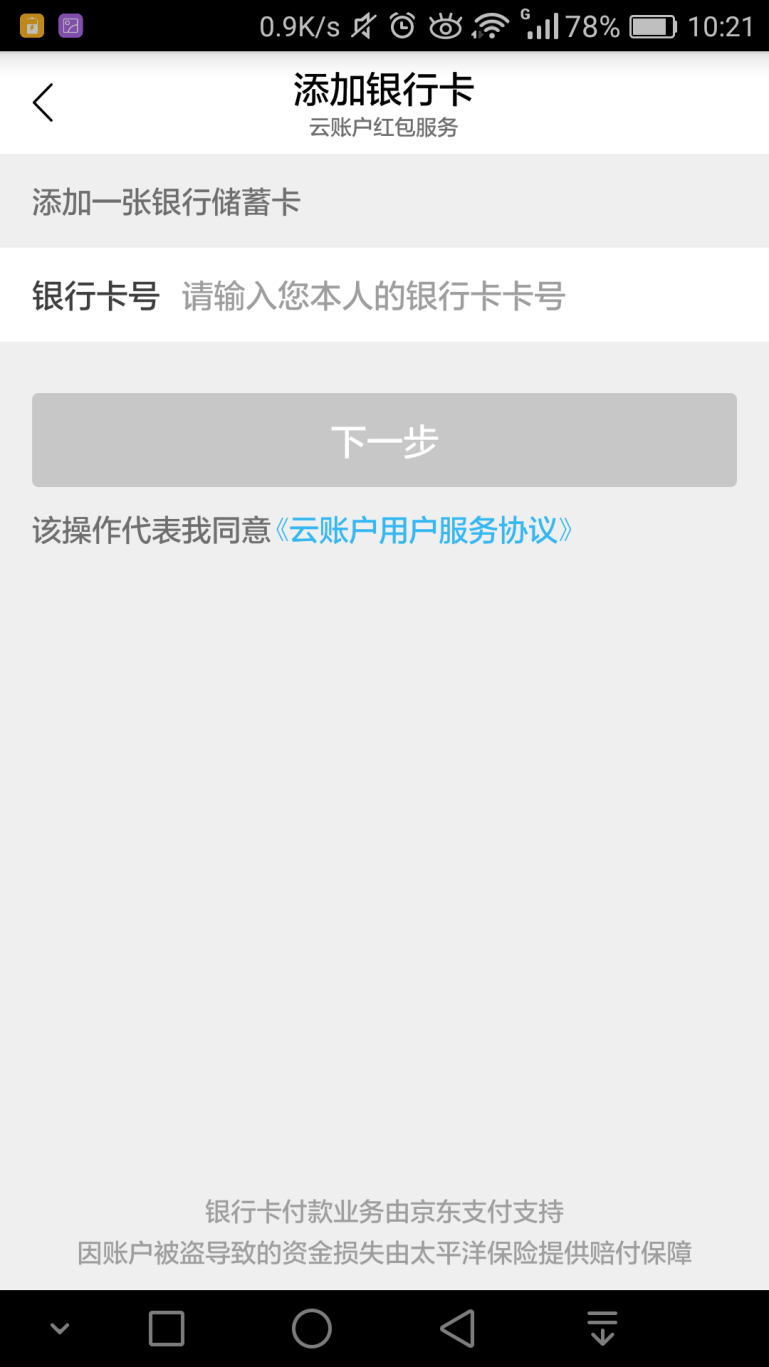 0.9K/s G 78% 10:21
添加银行卡
云账户红包服务
添加一张银行储蓄卡
银行卡号 请输入您本人的银行卡卡号
下一步
该操作代表我同意《云账户用户服务协议》
银行卡付款业务由京东支付支持
因账户被盗导致的资金损失由太平洋保险提供赔付保障